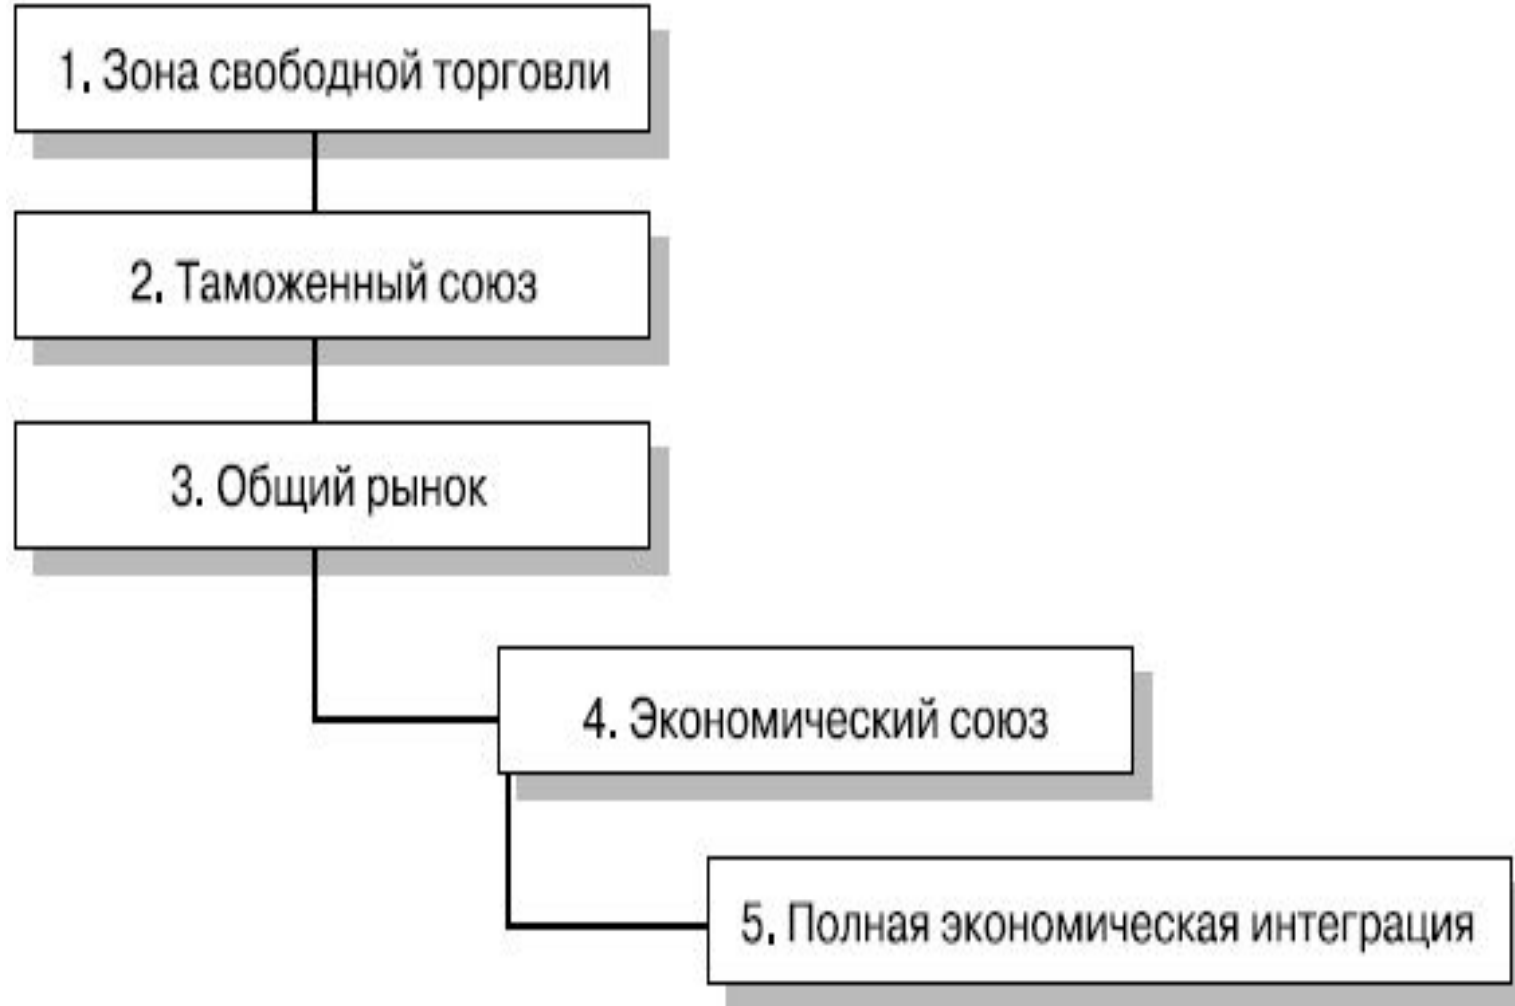 1. Зона свободной торговли
2. Таможенный союз
3. Общий рынок
4. Экономический союз
5. Полная экономическая интеграция